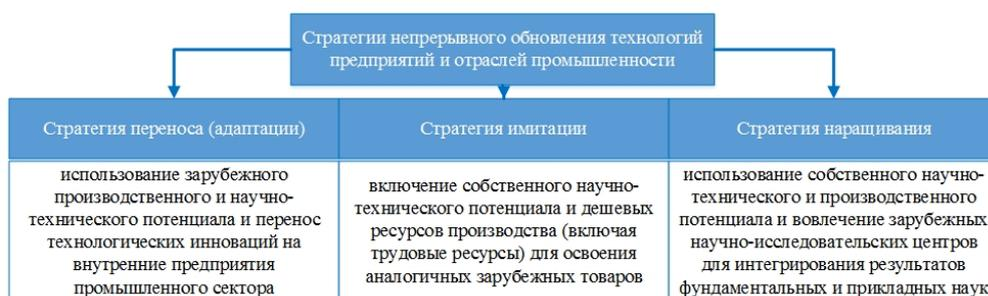 Стратегии непрерывного обновления технологий
предприятий и отраслей промышленности
Стратегия переноса (адаптации)
Стратегия имитации
Стратегия наращивания
использование зарубежного
производственного и научно-
технического потенциала и перенос
технологических инноваций на
внутренние предприятия
промышленного сектора
включение собственного научно-
технического потенциала и дешевых
ресурсов производства (включая
трудовые ресурсы) для освоения
аналогичных зарубежных товаров
использование собственного научно-
технического и производственного
потенциала и вовлечение зарубежных
научно-исследовательских центров
для интегрирования результатов
фундаментальных и прикладных наук